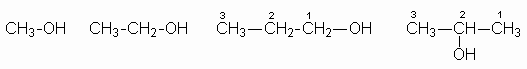 3 2 1 3 2 1
CH3-OH CH3-CH2-OH CH3—CH2-CH2—OH CH3—CH—CH3
OH